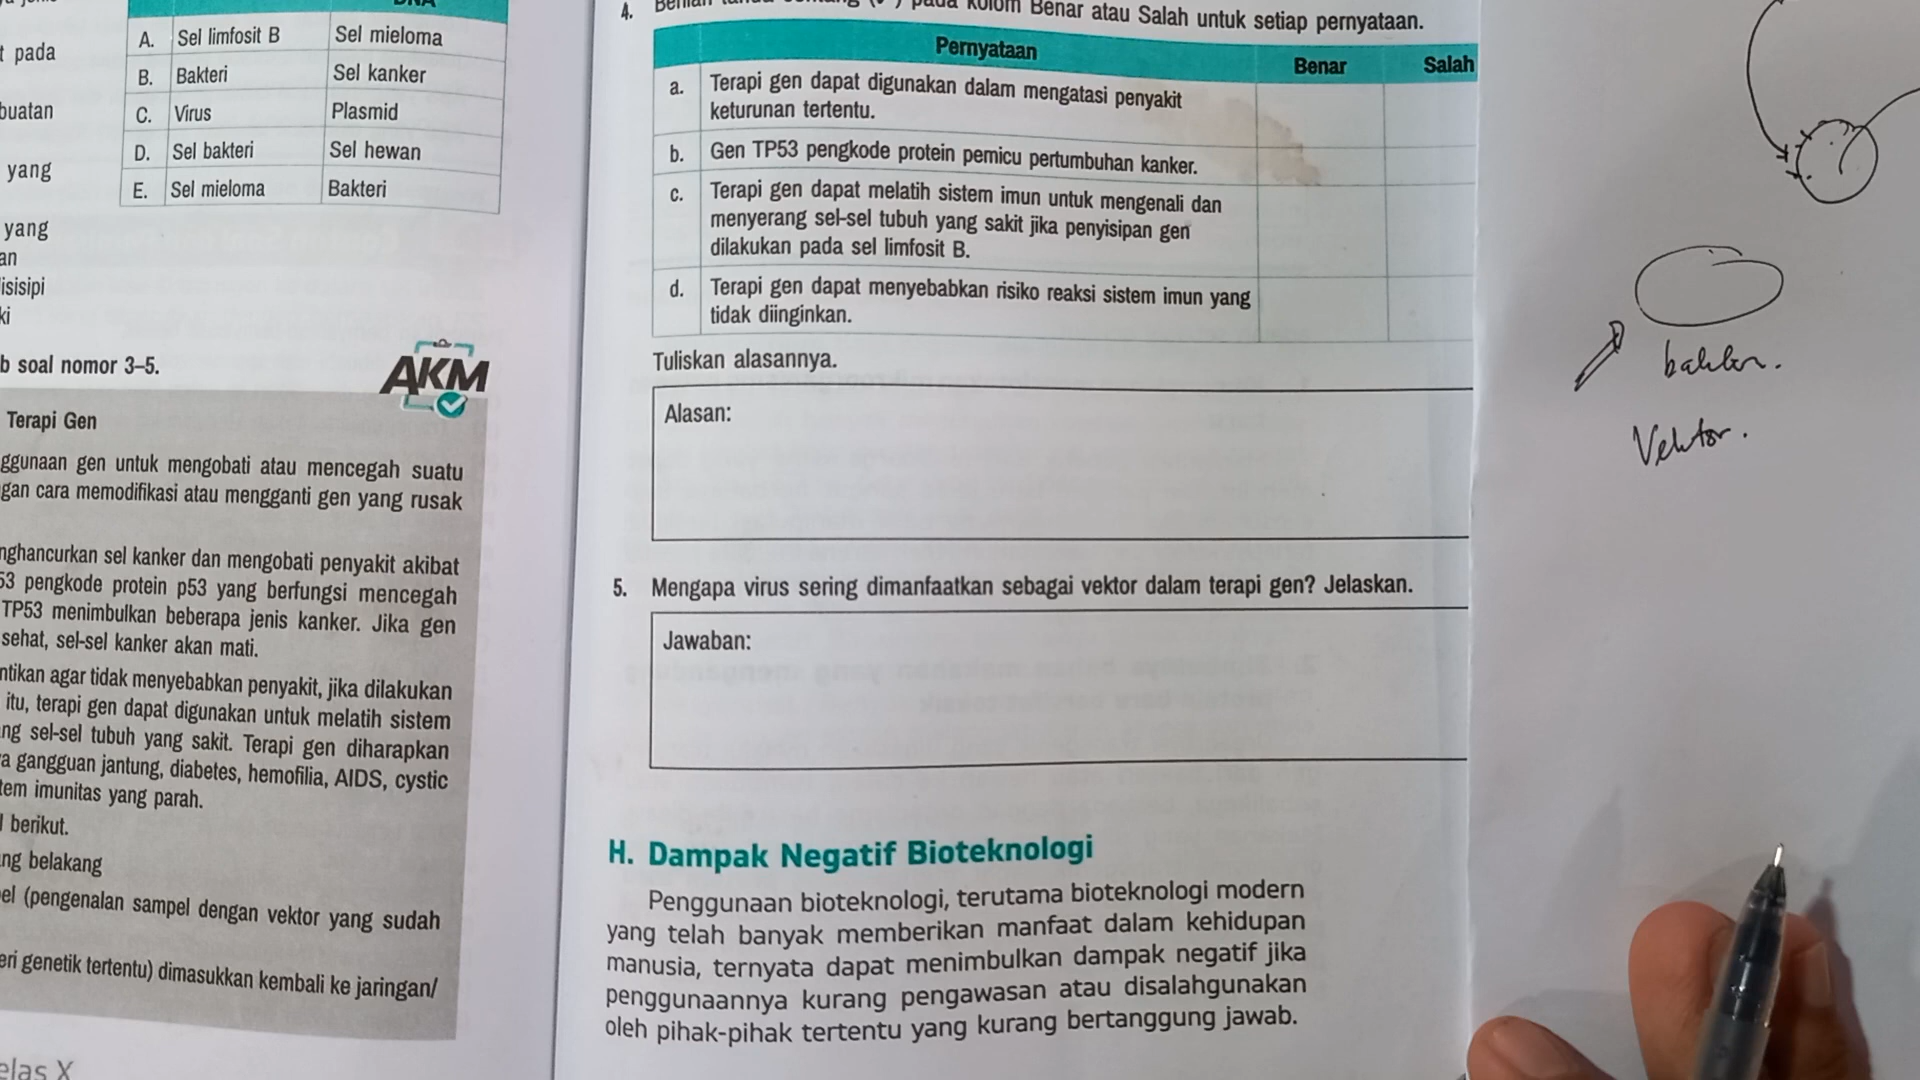 DNA
A. Sel limfosit B Sel mieloma
B. Bakteri Sel kanker
C. Virus Plasmid
D. Sel bakteri Sel hewan
E. Sel mieloma Bakteri
pada
buatan
yang
yang
an
isisipi
ki
b soal nomor 3–5.
AKM
Terapi Gen
ggunaan gen untuk mengobati atau mencegah suatu
gan cara memodifikasi atau mengganti gen yang rusak
nghancurkan sel kanker dan mengobati penyakit akibat
53 pengkode protein p53 yang berfungsi mencegah
TP53 menimbulkan beberapa jenis kanker. Jika gen
sehat, sel-sel kanker akan mati.
ntikan agar tidak menyebabkan penyakit, jika dilakukan
itu, terapi gen dapat digunakan untuk melatih sistem
ng sel-sel tubuh yang sakit. Terapi gen diharapkan
a gangguan jantung, diabetes, hemofilia, AIDS, cystic
tem imunitas yang parah.
l berikut.
ng belakang
el (pengenalan sampel dengan vektor yang sudah
eri genetik tertentu) dimasukkan kembali ke jaringan/
elas X
4. pada kolom Benar atau Salah untuk setiap pernyataan.
Pernyataan Benar Salah
a. Terapi gen dapat digunakan dalam mengatasi penyakit
keturunan tertentu.
b. Gen TP53 pengkode protein pemicu pertumbuhan kanker.
c. Terapi gen dapat melatih sistem imun untuk mengenali dan
menyerang sel-sel tubuh yang sakit jika penyisipan gen
dilakukan pada sel limfosit B.
d. Terapi gen dapat menyebabkan risiko reaksi sistem imun yang
tidak diinginkan.
Tuliskan alasannya.
Alasan:
5. Mengapa virus sering dimanfaatkan sebagai vektor dalam terapi gen? Jelaskan.
Jawaban:
H. Dampak Negatif Bioteknologi
Penggunaan bioteknologi, terutama bioteknologi modern
yang telah banyak memberikan manfaat dalam kehidupan
manusia, ternyata dapat menimbulkan dampak negatif jika
penggunaannya kurang pengawasan atau disalahgunakan
oleh pihak-pihak tertentu yang kurang bertanggung jawab.
Vektor.